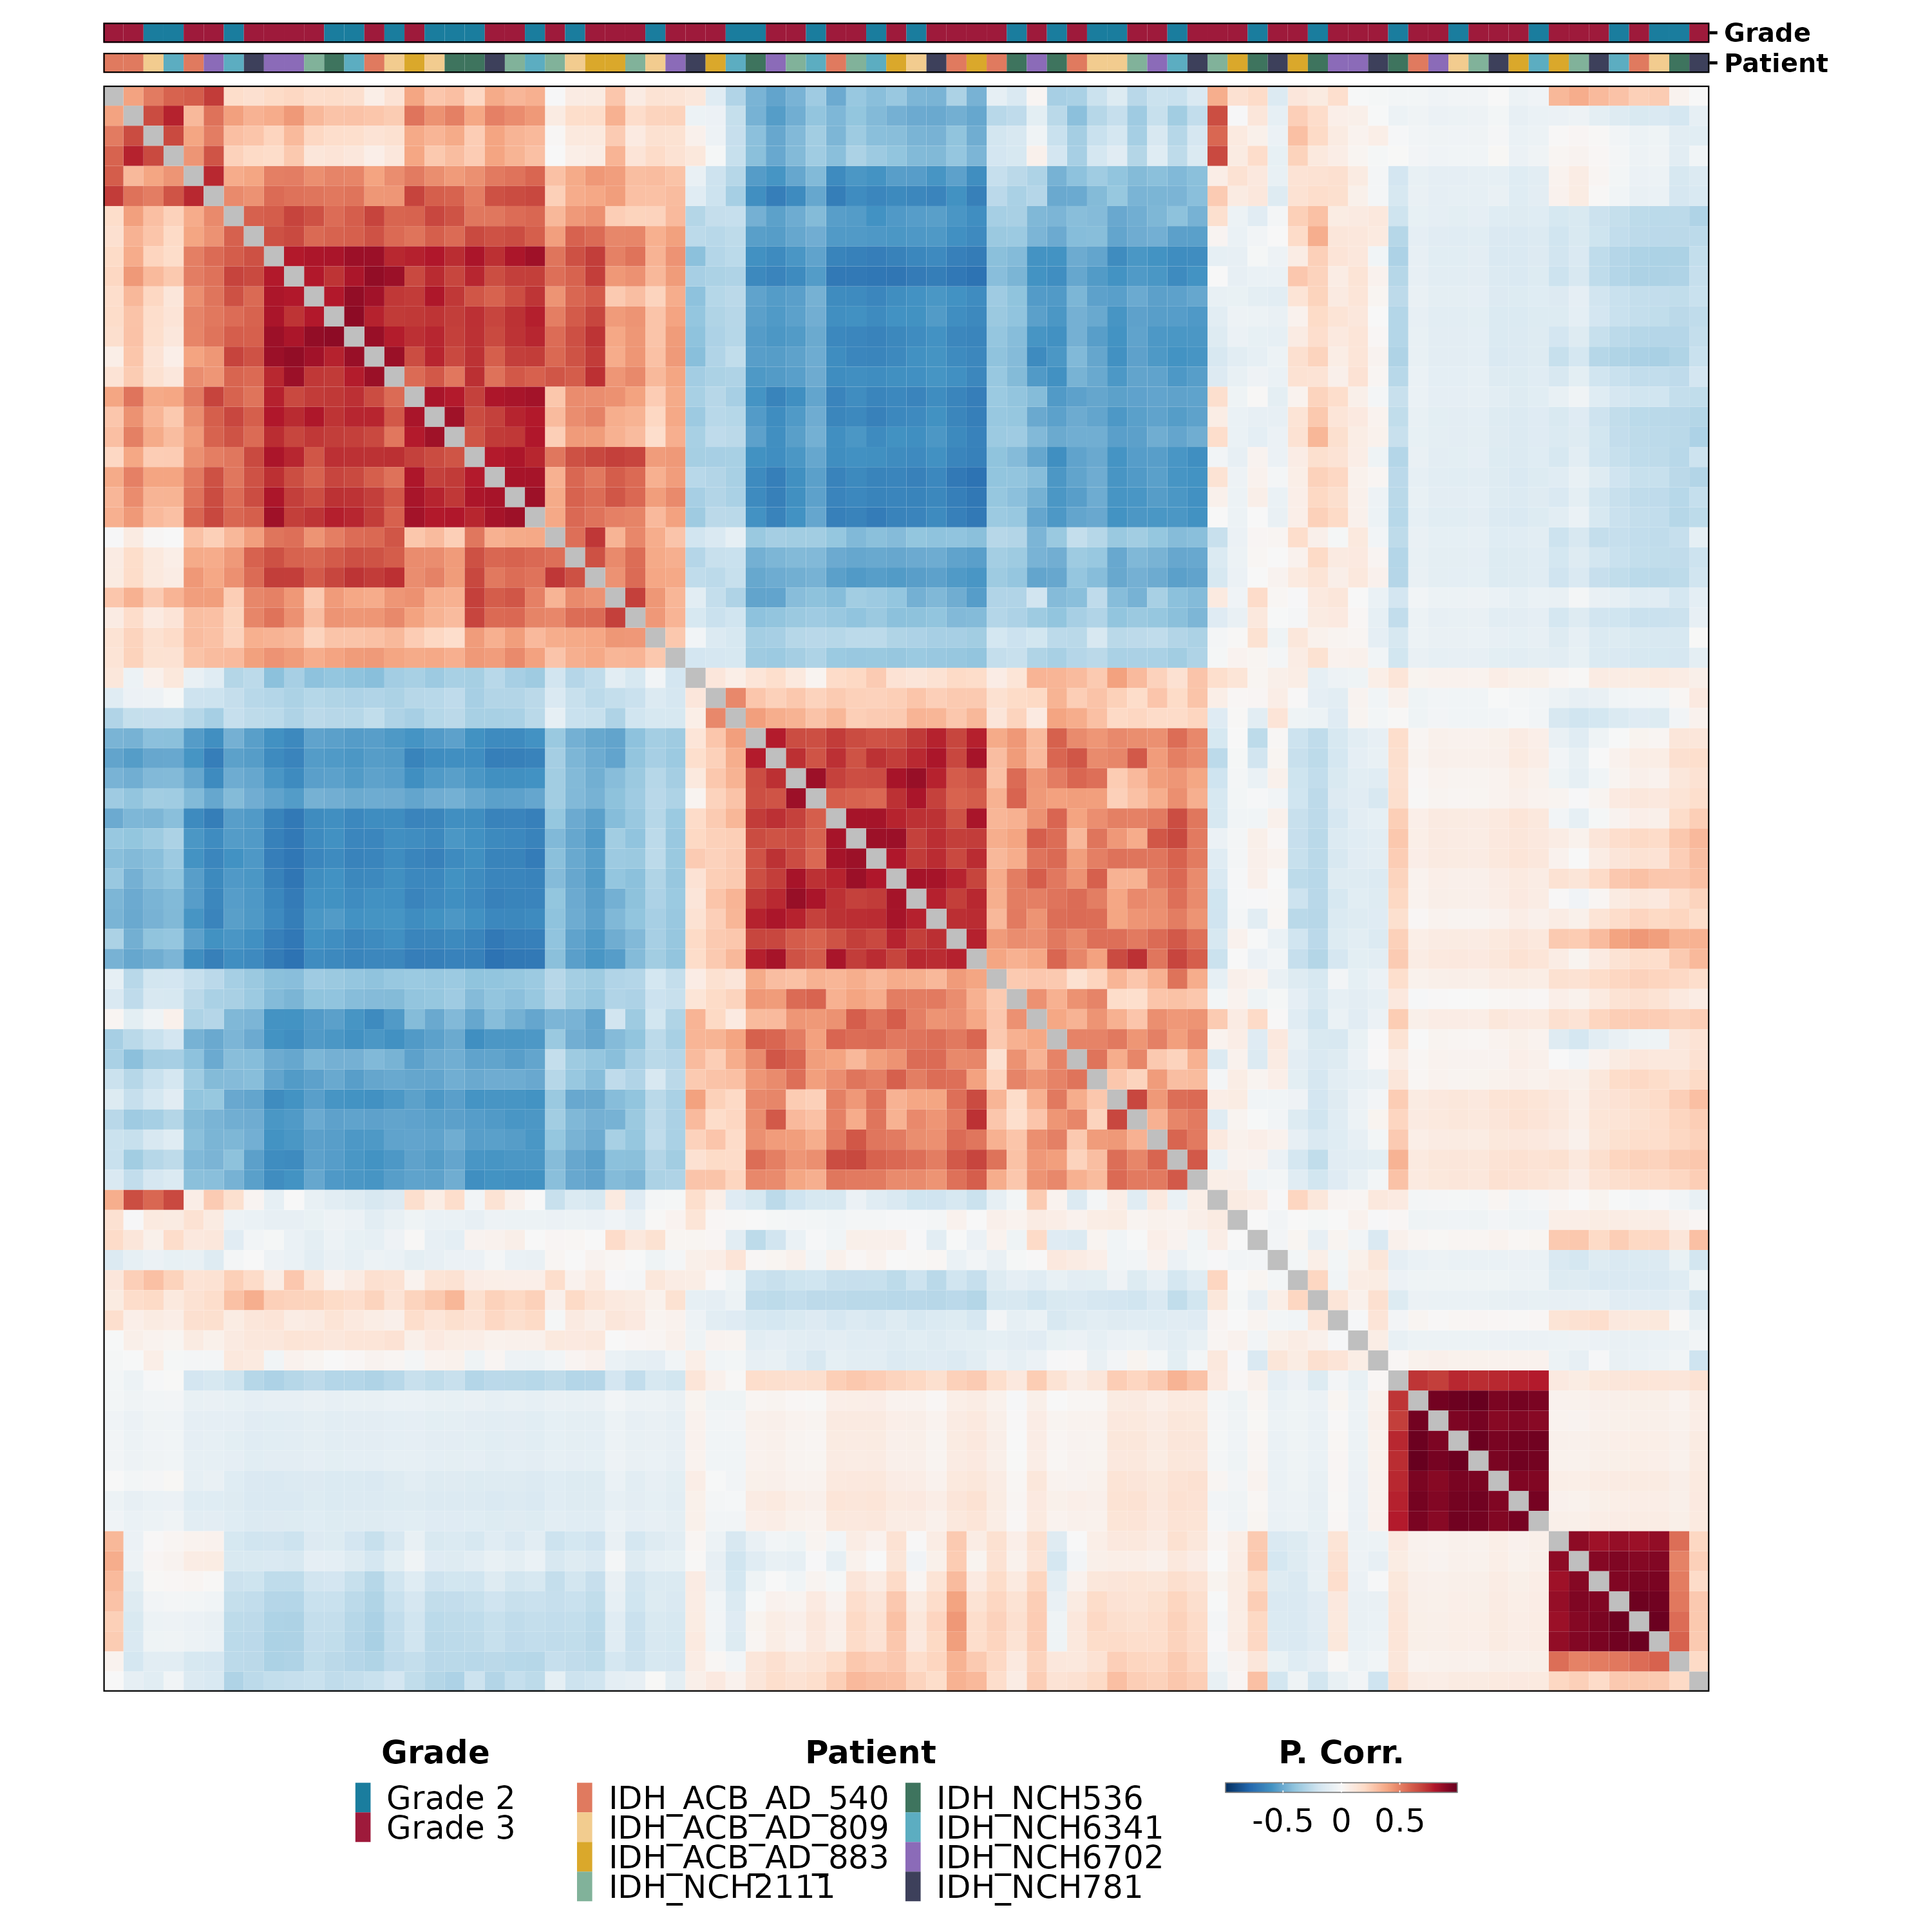 Grade
Patient
Grade
Grade 2
Grade 3
Patient
IDH_ACB_AD_540
IDH_ACB_AD_809
IDH_ACB_AD_883
IDH_NCH2111
IDH_NCH536
IDH_NCH6341
IDH_NCH6702
IDH_NCH781
P. Corr.
-0.5 0 0.5